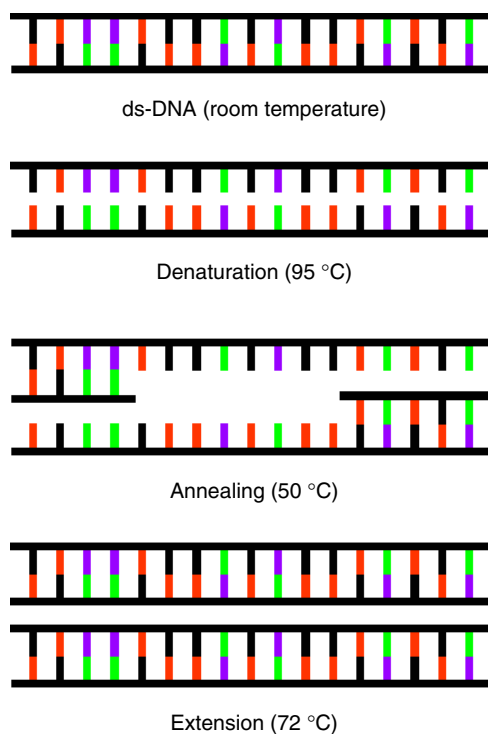 ds-DNA (room temperature)
Denaturation (95 °C)
Annealing (50 °C)
Extension (72 °C)